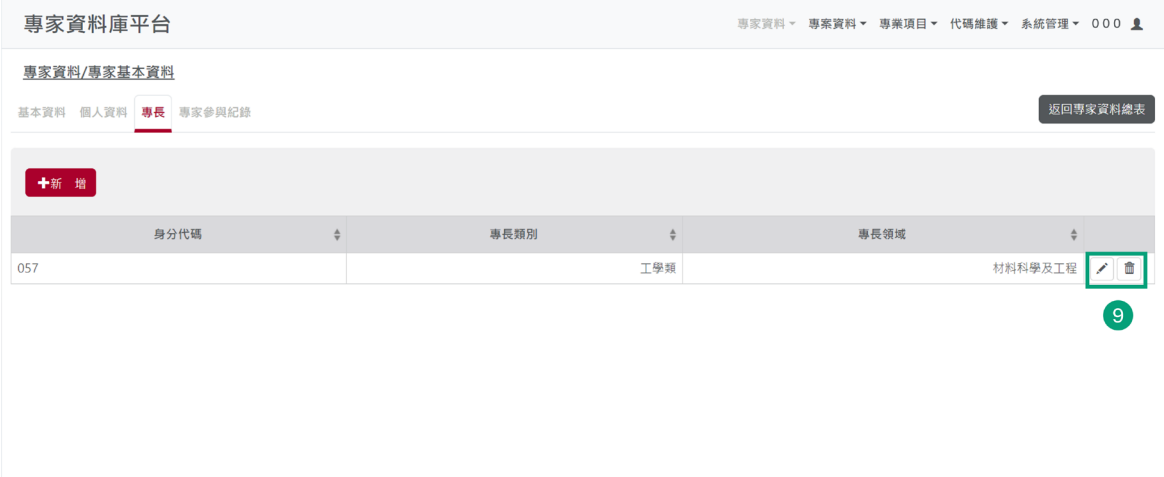 專家資料庫平台
專家資料 專案資料 專業項目 代碼維護 系統管理 000
專家資料/專家基本資料
基本資料 個人資料 專長 專家參與紀錄 返回專家資料總表
新 增
身分代碼 專長類別 專長領域
057 工學類 材料科學及工程
9